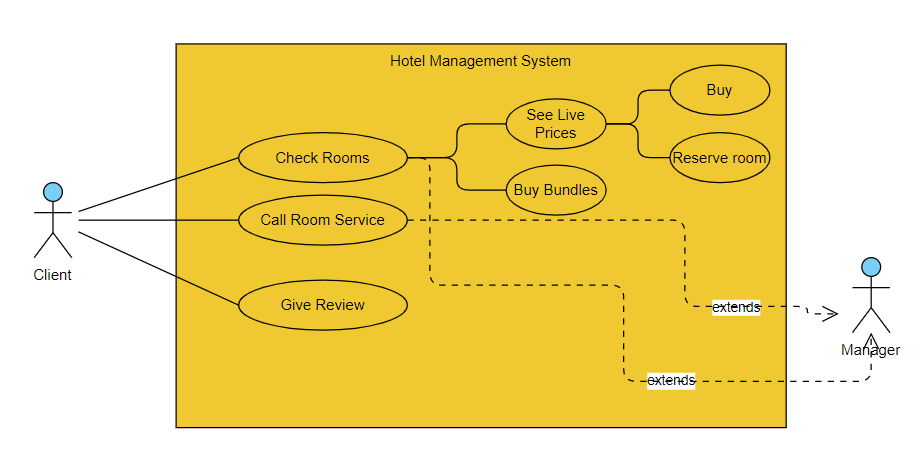 Hotel Management System
Buy
See Live
Prices
Check Rooms
Reserve room
Buy Bundles
Call Room Service
Client
Give Review
extends
Manager
extends